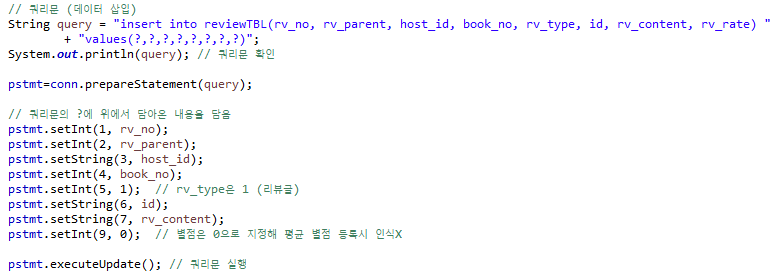 // 쿼리문 (데이터 삽입)
String query = "insert into reviewTBL(rv_no, rv_parent, host_id, book_no, rv_type, id, rv_content, rv_rate) "
+ "values(?,?,?,?,?,?,?,?)";
System.out.println(query); // 쿼리문 확인
pstmt=conn.prepareStatement(query);
// 쿼리문의 ?에 위에서 담아온 내용을 담음
pstmt.setInt(1, rv_no);
pstmt.setInt(2, rv_parent);
pstmt.setString(3, host_id);
pstmt.setInt(4, book_no);
pstmt.setInt(5, 1);  // rv_type은 1 (리뷰글)
pstmt.setString(6, id);
pstmt.setString(7, rv_content);
pstmt.setInt(9, 0);  // 별점은 0으로 지정해 평균 별점 등록시 인식X
pstmt.executeUpdate(); // 쿼리문 실행